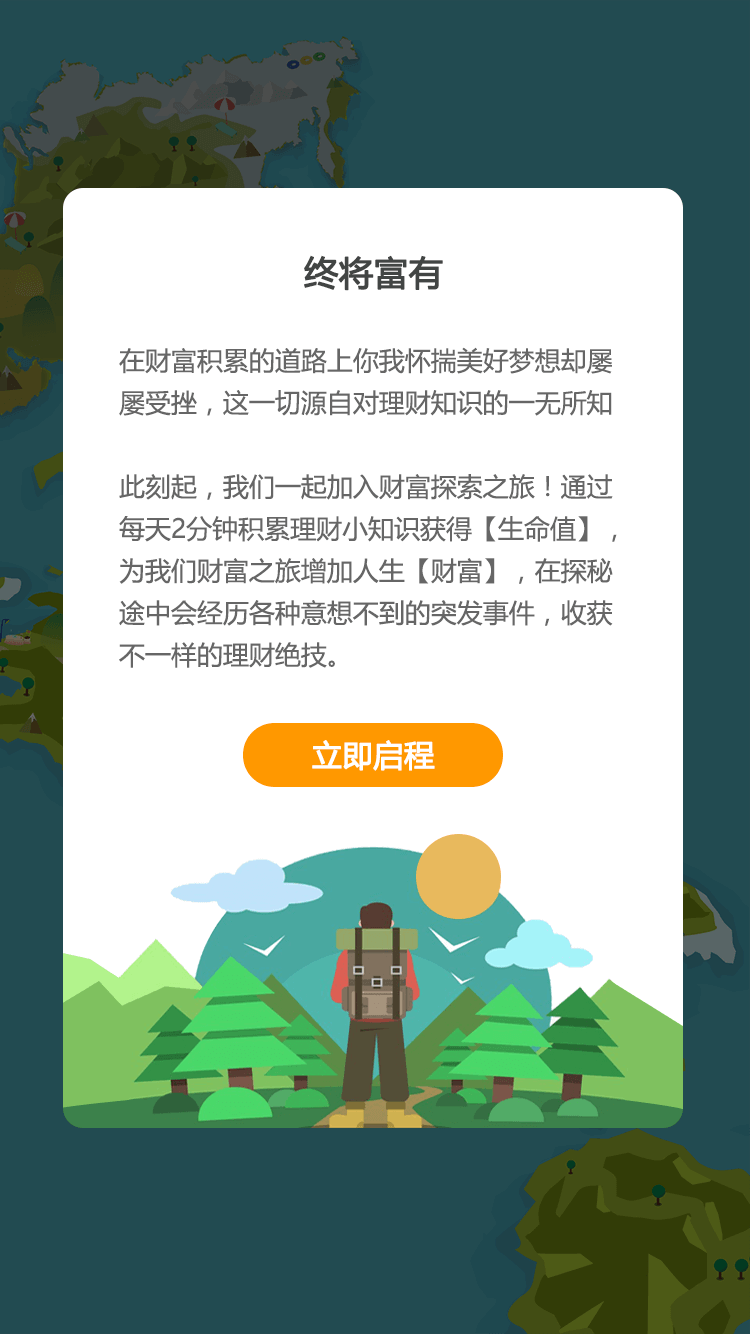 终将富有
在财富积累的道路上你我怀揣美好梦想却屡
屡受挫，这一切源自对理财知识的一无所知
此刻起，我们一起加入财富探索之旅！通过
每天2分钟积累理财小知识获得【生命值】，
为我们财富之旅增加人生【财富】，在探秘
途中会经历各种意想不到的突发事件，收获
不一样的理财绝技。
立即启程